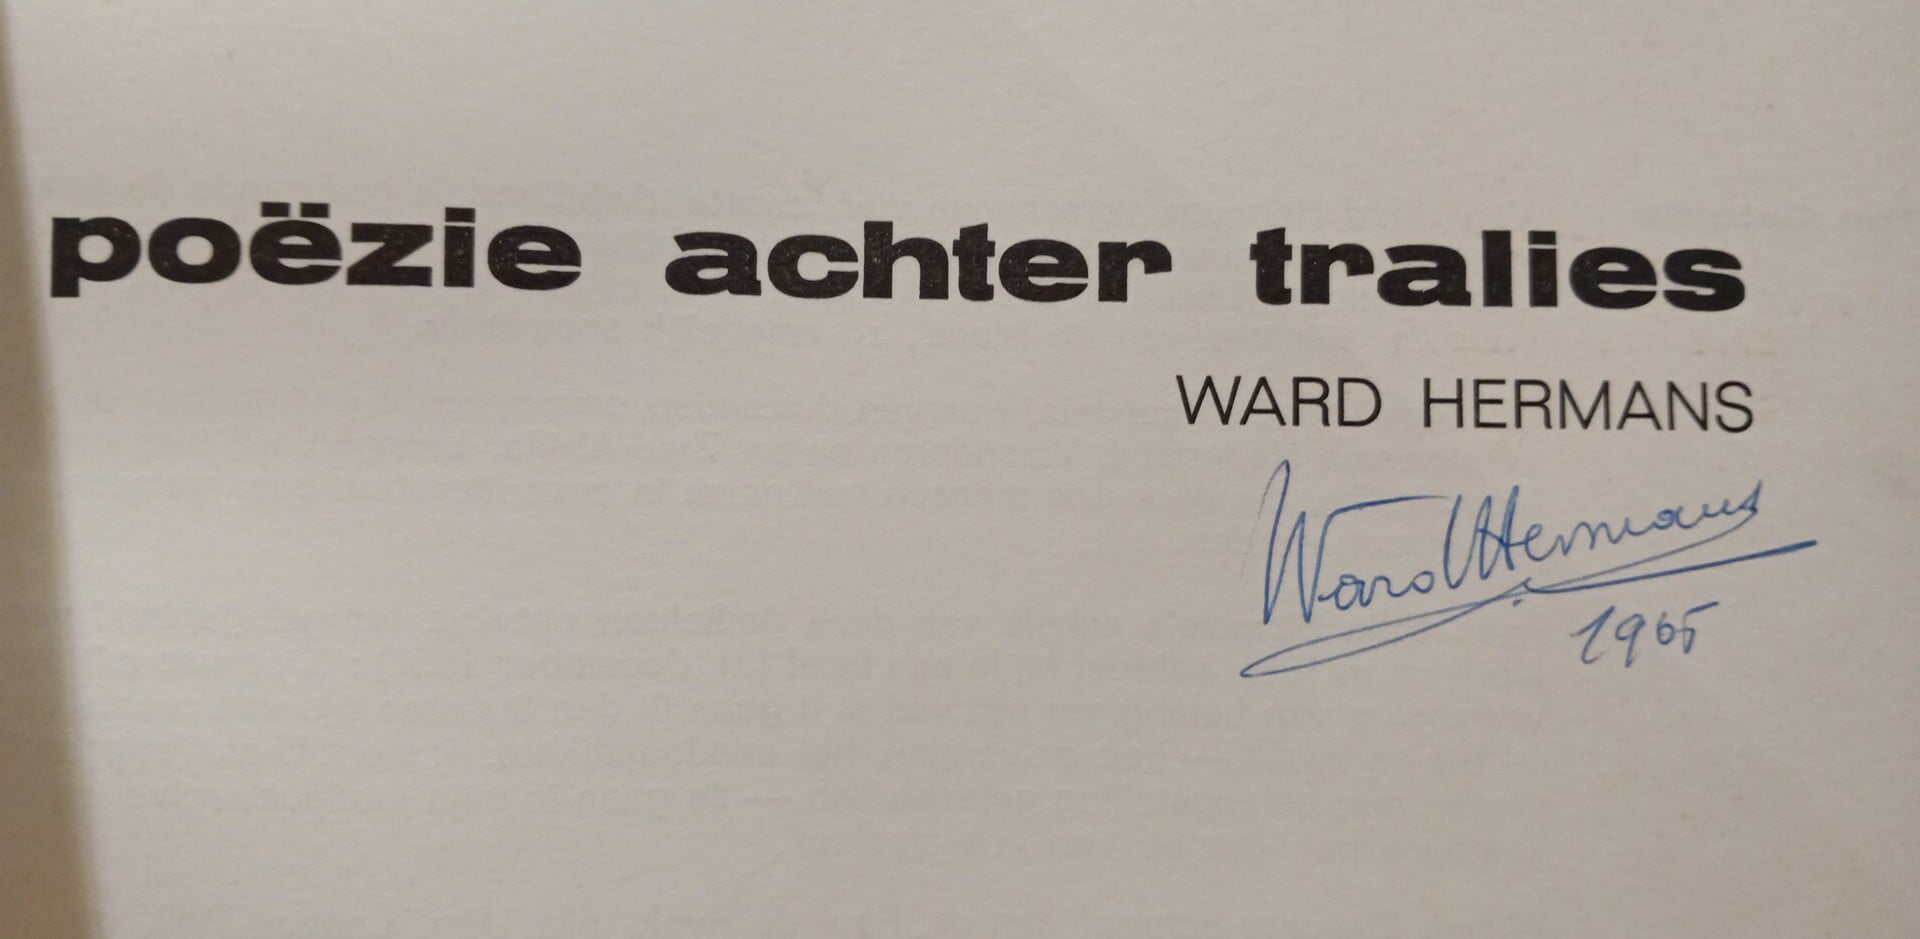 poëzie achter tralies
WARD HERMANS
Ward Hermans
1965